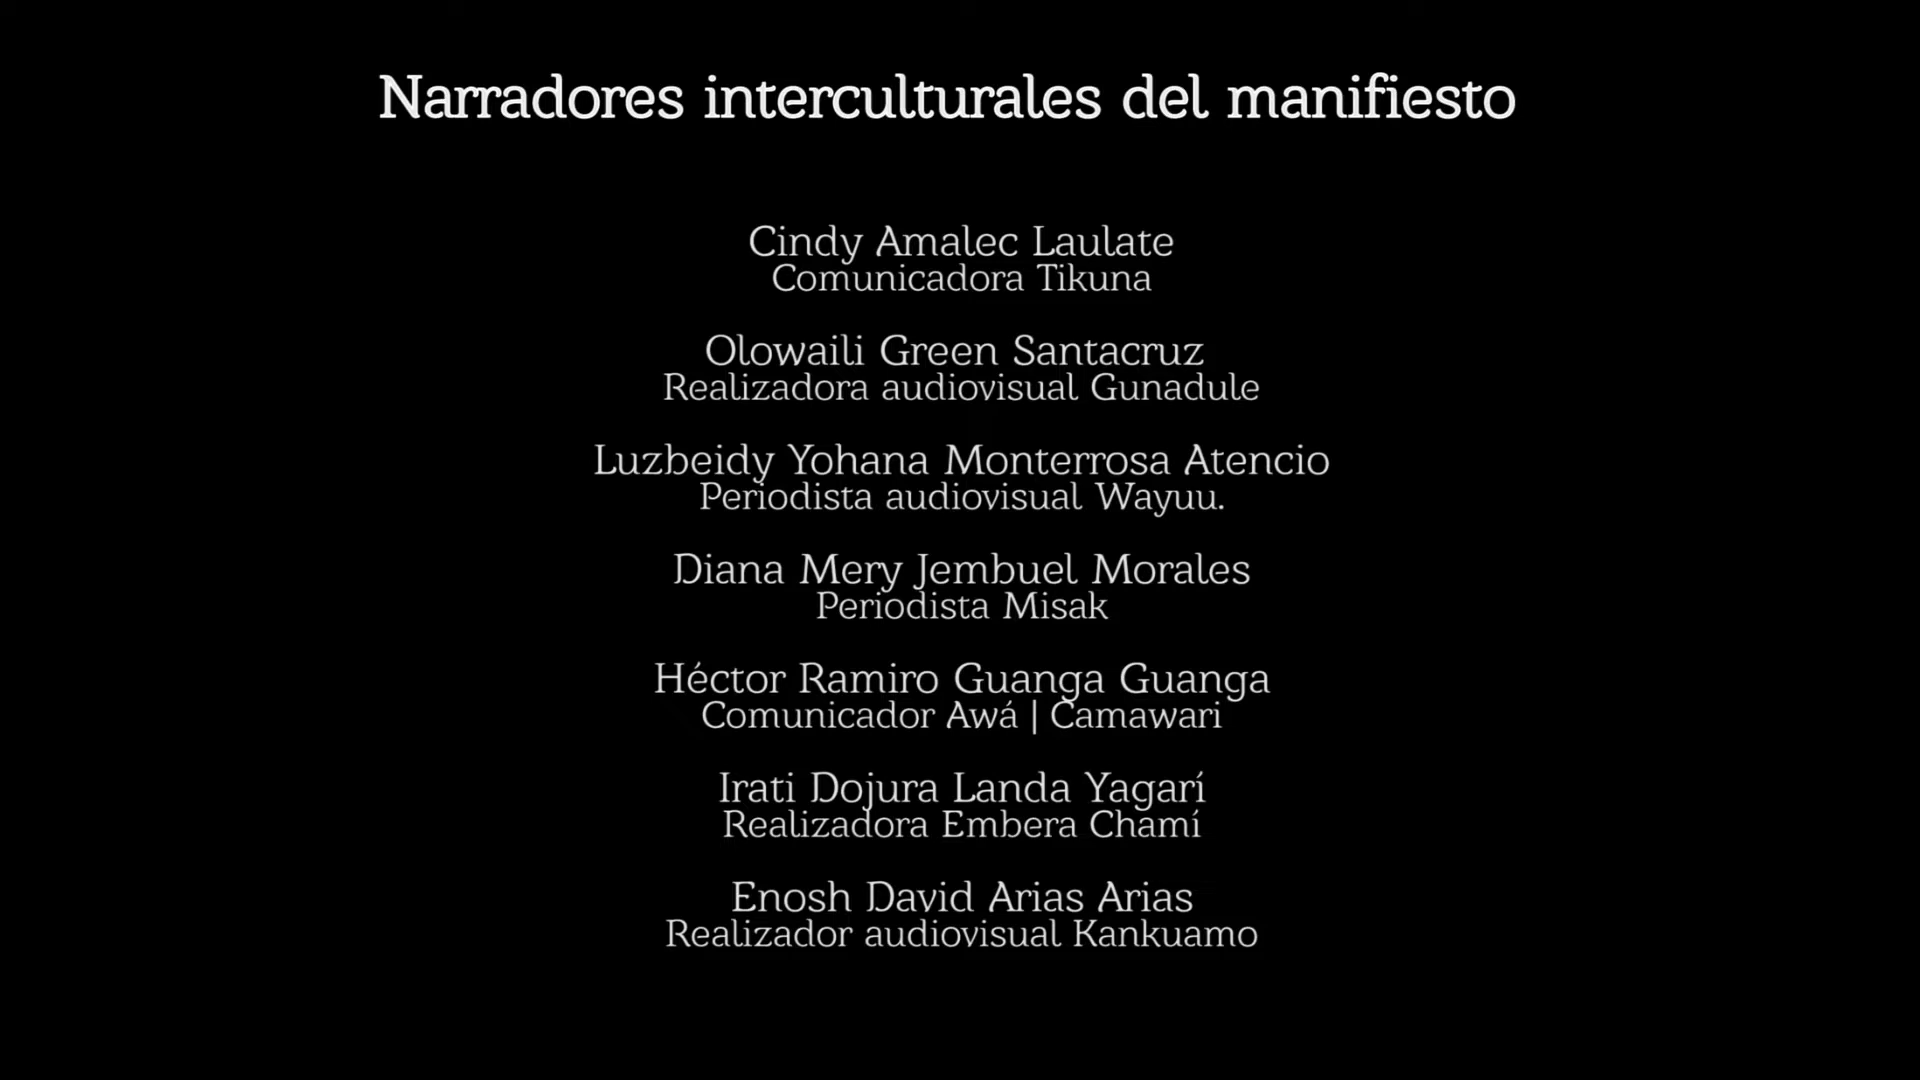 Narradores interculturales del manifiesto
Cindy Amalec Laulate
Comunicadora Tikuna
Olowaili Green Santacruz
Realizadora audiovisual Gunadule
Luzbeidy Yohana Monterrosa Atencio
Periodista audiovisual Wayuu.
Diana Mery Jembuel Morales
Periodista Misak
Héctor Ramiro Guanga Guanga
Comunicador Awá | Camawari
Irati Dojura Landa Yagarí
Realizadora Embera Chamí
Enosh David Arias Arias
Realizador audiovisual Kankuamo